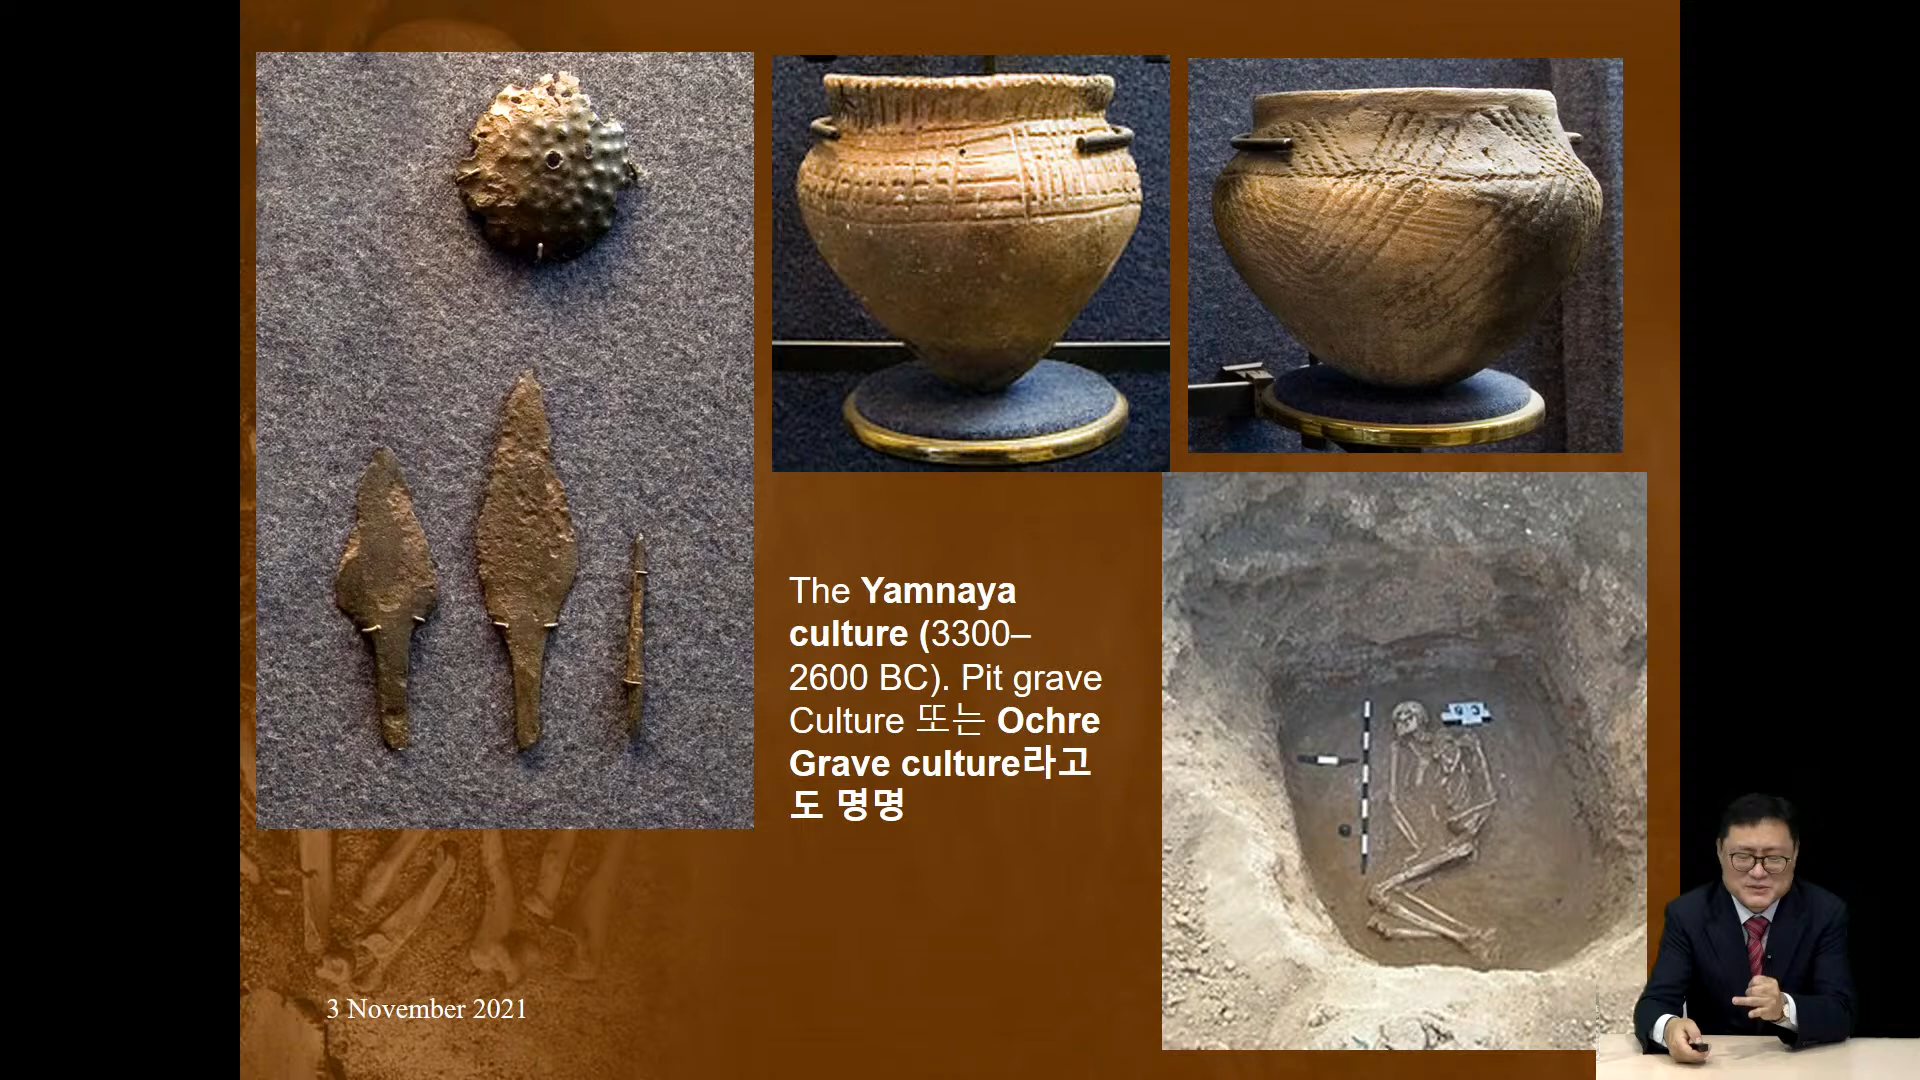 The Yamnaya
culture (3300–
2600 BC). Pit grave
Culture 또는 Ochre
Grave culture라고
도 명명
3 November 2021